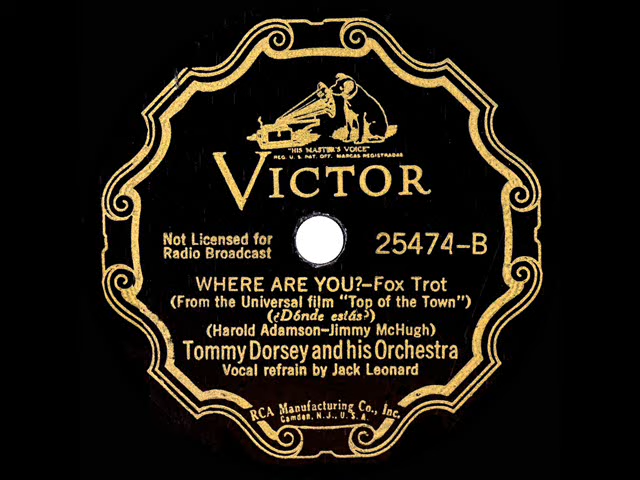 "HIS MASTER'S VOICE"
REG. U. S. PAT. OFF. MARCAS REGISTRADAS
VICTOR
Not Licensed for
Radio Broadcast
25474-B
WHERE ARE YOU?-Fox Trot
(From the Universal film "Top of the Town")
(¿Dónde estás?)
(Harold Adamson-Jimmy McHugh)
Tommy Dorsey and his Orchestra
Vocal refrain by Jack Leonard
RCA Manufacturing Co., Inc.
Camden, N. J., U. S. A.